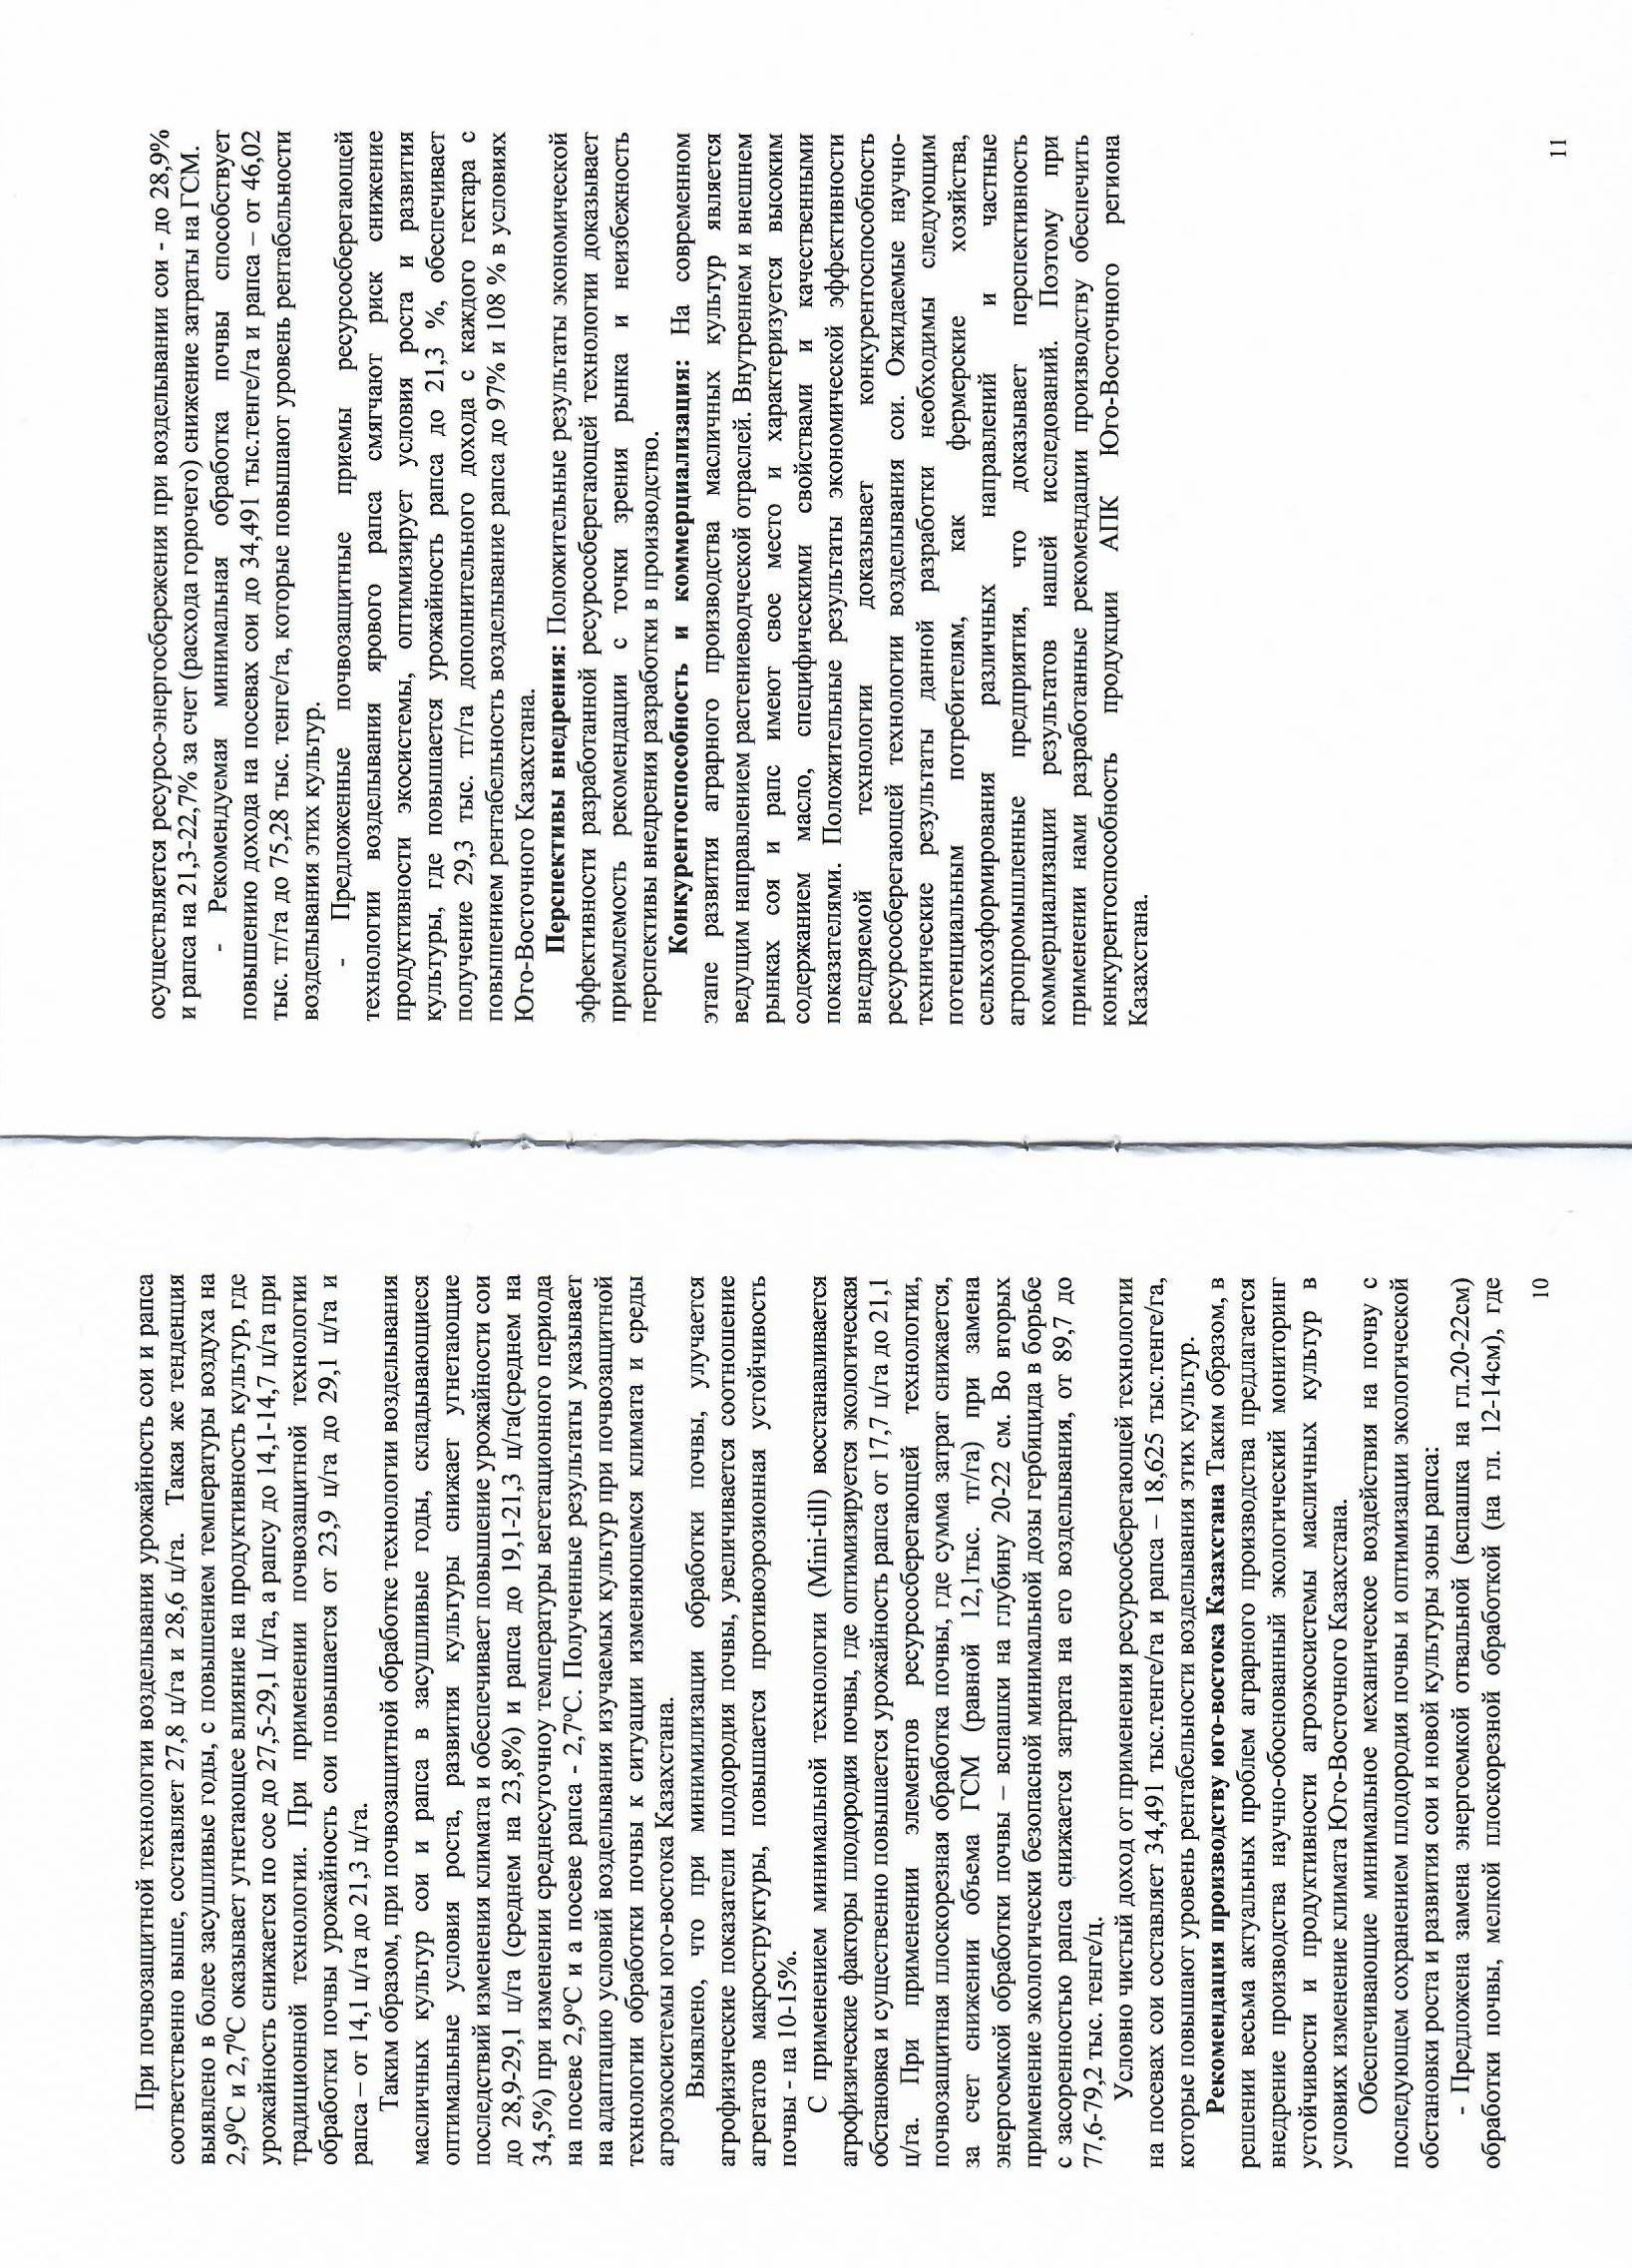 При почвозащитной технологии возделывания урожайность сои и рапса
соответственно выше, составляет 27,8 ц/га и 28,6 ц/га. Такая же тенденция
выявлено в более засушливые годы, с повышением температуры воздуха на
2,9⁰С и 2,7⁰С оказывает угнетающее влияние на продуктивность культур, где
урожайность снижается по сое до 27,5-29,1 ц/га, а рапсу до 14,1-14,7 ц/га при
традиционной технологии. При применении почвозащитной технологии
обработки почвы урожайность сои повышается от 23,9 ц/га до 29,1 ц/га и
рапса – от 14,1 ц/га до 21,3 ц/га.
Таким образом, при почвозащитной обработке технологии возделывания
масличных культур сои и рапса в засушливые годы, складывающиеся
оптимальные условия роста, развития культуры снижает угнетающие
последствий изменения климата и обеспечивает повышение урожайности сои
до 28,9-29,1 ц/га (среднем на 23,8%) и рапса до 19,1-21,3 ц/га(среднем на
34,5%) при изменении среднесуточноу температуры вегетационного периода
на посеве 2,9⁰С и а посеве рапса - 2,7⁰С. Полученные результаты указывает
на адаптацию условий возделывания изучаемых культур при почвозащитной
технологии обработки почвы к ситуации изменяющемся климата и среды
агроэкосистемы юго-востока Казахстана.
Выявлено, что при минимилизации обработки почвы, улучшается
агрофизические показатели плодородия почвы, увеличивается соотношение
агрегатов макроструктуры, повышается противоэрозионная устойчивость
почвы - на 10-15%.
С применением минимальной технологии (Mini-till) восстанавливается
агрофизические факторы плодородия почвы, где оптимизируется экологическая
обстановка и существенно повышается урожайность рапса от 17,7 ц/га до 21,1
ц/га. При применении элементов ресурсосберегающей технологии,
почвозащитная плоскорезная обработка почвы, где сумма затрат снижается,
за счет снижении объема ГСМ (равной 12,1тыс. тг/га) при замена
энергоемкой обработки почвы – вспашки на глубину 20-22 см. Во вторых
применение экологически безопасной минимальной дозы гербицида в борьбе
с засоренностью рапса снижается затрата на его возделывания, от 89,7 до
77,6-79,2 тыс. тенге/ц.
Условно чистый доход от применения ресурсосберегающей технологии
на посевах сои составляет 34,491 тыс.тенге/га и рапса – 18,625 тыс.тенге/га,
которые повышают уровень рентабельности возделывания этих культур.
Рекомендация производству юго-востока Казахстана Таким образом, в
решении весьма актуальных проблем аграрного производства предлагается
внедрение производства научно-обоснованный экологический мониторинг
устойчивости и продуктивности агроэкосистемы масличных культур в
условиях изменение климата Юго-Восточного Казахстана.
Обеспечивающие минимальное механическое воздействия на почву с
последующем сохранением плодородия почвы и оптимизации экологической
обстановки роста и развития сои и новой культуры зоны рапса:
- Предложена замена энергоемкой отвальной (вспашка на гл.20-22см)
обработки почвы, мелкой плоскорезной обработкой (на гл. 12-14см), где
10
осуществляется ресурсо-энергосбережения при возделывании сои - до 28,9%
и рапса на 21,3-22,7% за счет (расхода горючего) снижение затраты на ГСМ.
- Рекомендуемая минимальная обработка почвы способствует
повышению дохода на посевах сои до 34,491 тыс.тенге/га и рапса – от 46,02
тыс. тг/га до 75,28 тыс. тенге/га, которые повышают уровень рентабельности
возделывания этих культур.
- Предложенные почвозащитные приемы ресурсосберегающей
технологии возделывания ярового рапса смягчают риск снижение
продуктивности экосистемы, оптимизирует условия роста и развития
культуры, где повышается урожайность рапса до 21,3 %, обеспечивает
получение 29,3 тыс. тг/га дополнительного дохода с каждого гектара с
повышением рентабельность возделывание рапса до 97% и 108 % в условиях
Юго-Восточного Казахстана.
Перспективы внедрения: Положительные результаты экономической
эффективности разработанной ресурсосберегающей технологии доказывает
приемлемость рекомендации с точки зрения рынка и неизбежность
перспективы внедрения разработки в производство.
Конкурентоспособность и коммерциализация: На современном
этапе развития аграрного производства масличных культур является
ведущим направлением растениеводческой отраслей. Внутреннем и внешнем
рынках соя и рапс имеют свое место и характеризуется высоким
содержанием масло, специфическими свойствами и качественными
показателями. Положительные результаты экономической эффективности
внедряемой технологии доказывает конкурентоспособность
ресурсосберегающей технологии возделывания сои. Ожидаемые научно-
технические результаты данной разработки необходимы следующим
потенциальным потребителям, как фермерские хозяйства,
сельхозформирования различных направлений и частные
агропромышленные предприятия, что доказывает перспективность
коммерциализации результатов нашей исследований. Поэтому при
применении нами разработанные рекомендации производству обеспечить
конкурентоспособность продукции АПК Юго-Восточного региона
Казахстана.
11